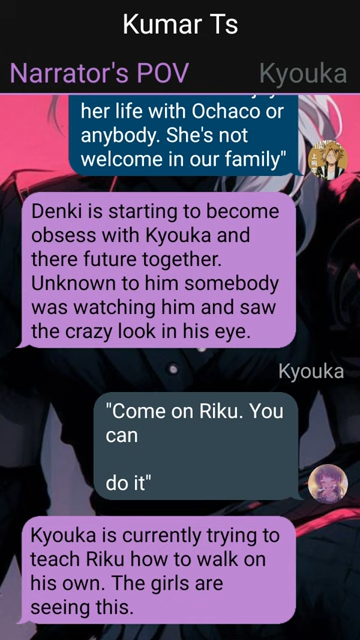 Kumar Ts
Narrator's POV
Kyouka
her life with Ochaco or
anybody. She's not
welcome in our family"
Denki is starting to become
obsess with Kyouka and
there future together.
Unknown to him somebody
was watching him and saw
the crazy look in his eye.
Kyouka
"Come on Riku. You
can
do it"
Kyouka is currently trying to
teach Riku how to walk on
his own. The girls are
seeing this.